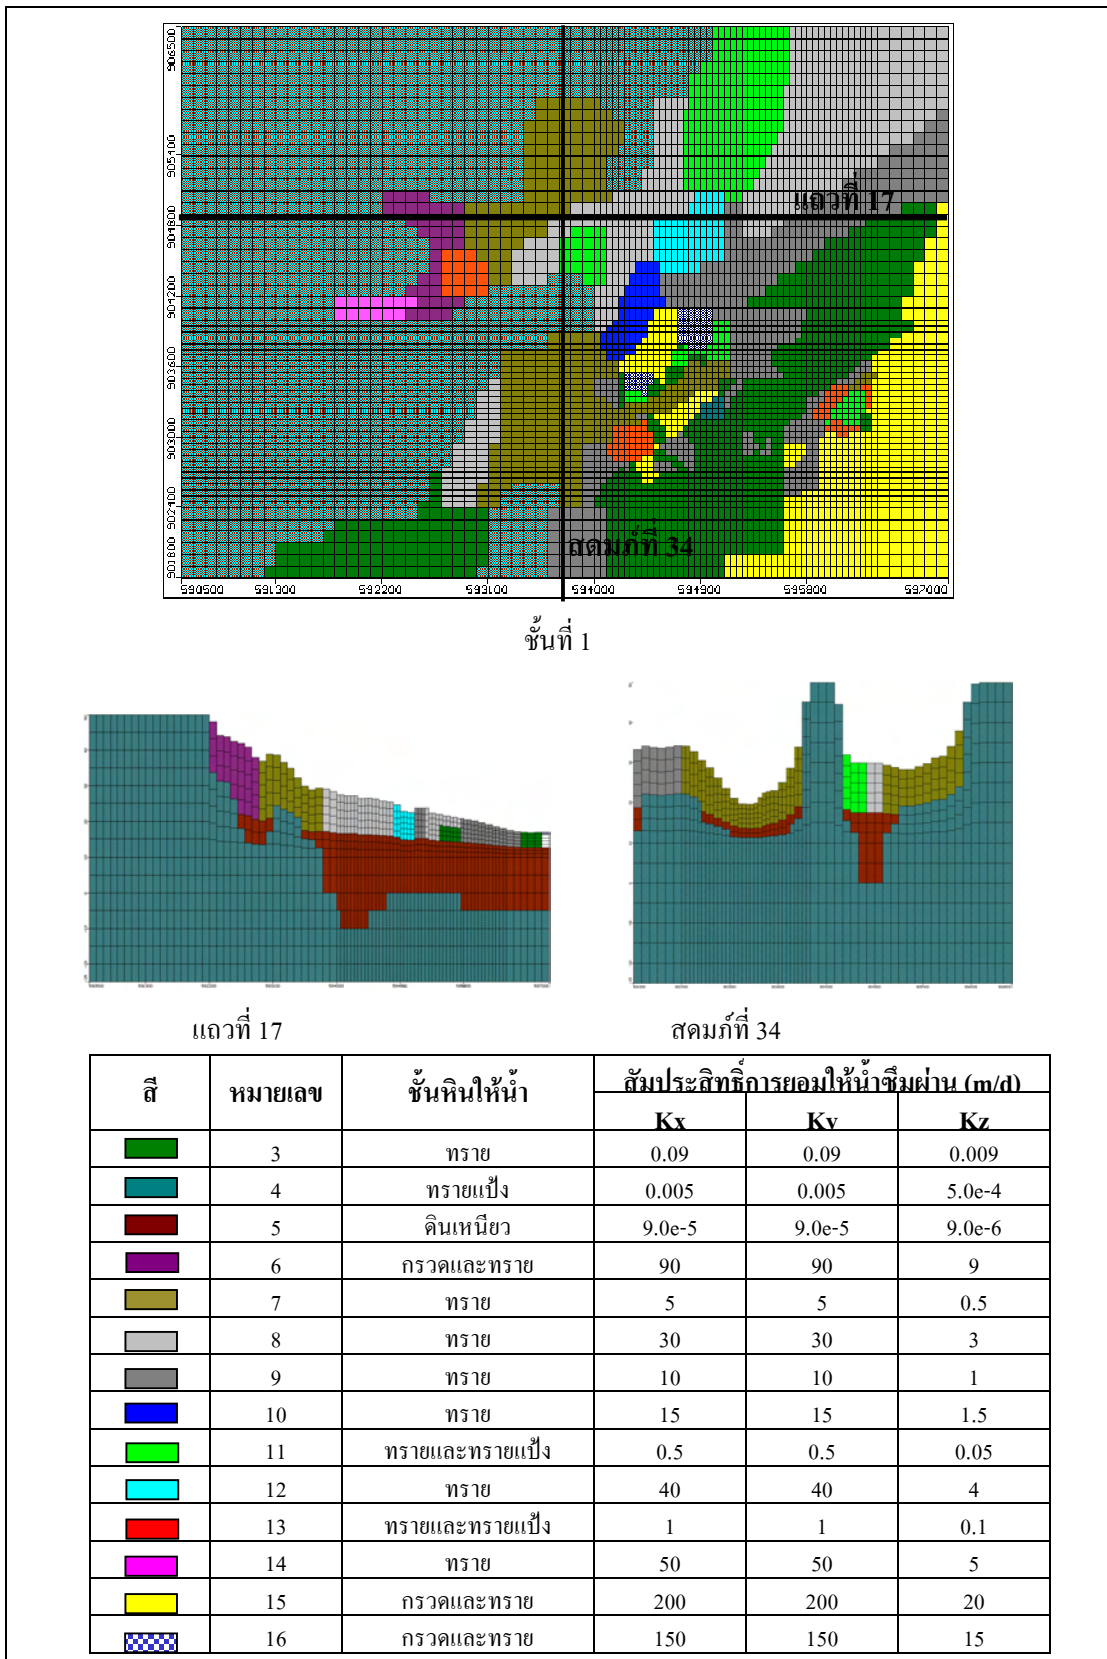 906500
905400
904800
904200
903600
903000
902400
901800
แถวที่ 17
สดมภ์ที่ 34
590500 591300 592200 593100 594000 594900 595800 597000
ชั้นที่ 1
แถวที่ 17
สดมภ์ที่ 34
สี หมายเลข ชั้นหินให้น้ำ สัมประสิทธิ์การยอมให้น้ำซึมผ่าน (m/d)
Kx Ky Kz
3 ทราย 0.09 0.09 0.009
4 ทรายแป้ง 0.005 0.005 5.0e-4
5 ดินเหนียว 9.0e-5 9.0e-5 9.0e-6
6 กรวดและทราย 90 90 9
7 ทราย 5 5 0.5
8 ทราย 30 30 3
9 ทราย 10 10 1
10 ทราย 15 15 1.5
11 ทรายและทรายแป้ง 0.5 0.5 0.05
12 ทราย 40 40 4
13 ทรายและทรายแป้ง 1 1 0.1
14 ทราย 50 50 5
15 กรวดและทราย 200 200 20
16 กรวดและทราย 150 150 15